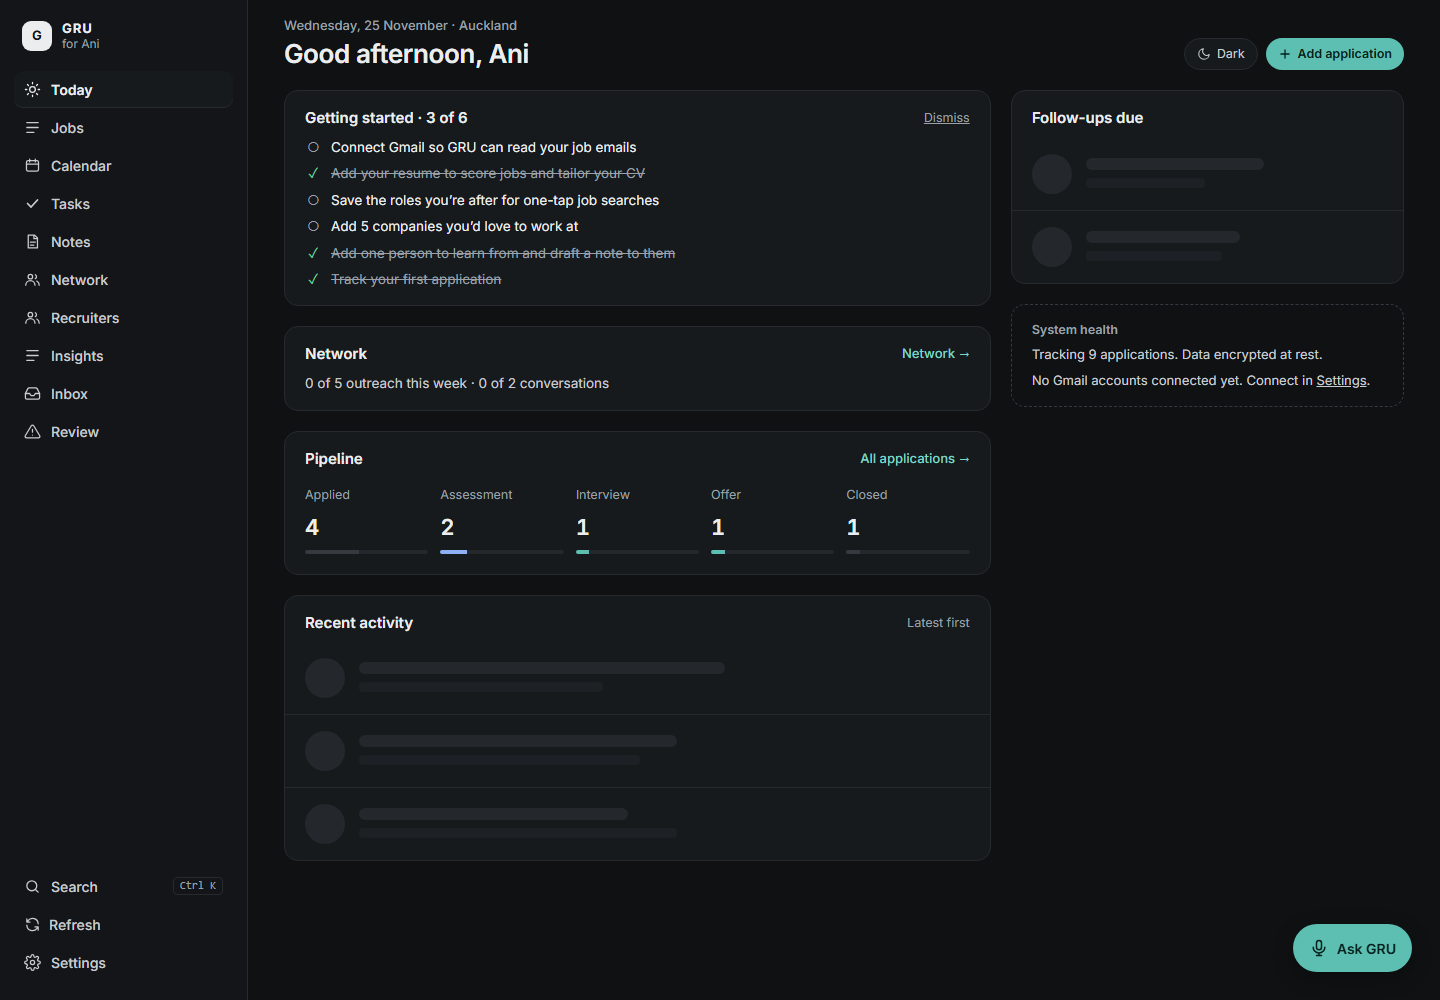 G
GRU
for Ani
Today
Jobs
Calendar
Tasks
Notes
Network
Recruiters
Insights
Inbox
Review
Search
Ctrl K
Refresh
Settings
Wednesday, 25 November · Auckland
Good afternoon, Ani
Dark
Add application
Getting started · 3 of 6
Dismiss
Connect Gmail so GRU can read your job emails
Add your resume to score jobs and tailor your CV
Save the roles you’re after for one-tap job searches
Add 5 companies you’d love to work at
Add one person to learn from and draft a note to them
Track your first application
Network
Network →
0 of 5 outreach this week · 0 of 2 conversations
Pipeline
All applications →
Applied
4
Assessment
2
Interview
1
Offer
1
Closed
1
Recent activity
Latest first
Follow-ups due
System health
Tracking 9 applications. Data encrypted at rest.
No Gmail accounts connected yet. Connect in Settings.
Ask GRU